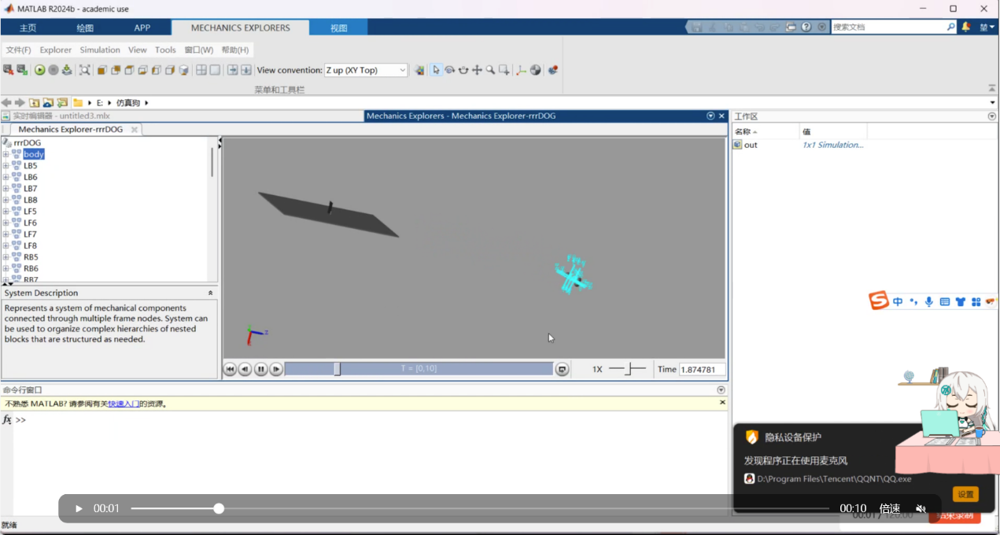 MATLAB R2024b - academic use
主页 绘图 APP MECHANICS EXPLORERS 视图 搜索文档 堃
文件(F) Explorer Simulation View Tools 窗口(W) 帮助(H)
View convention: Z up (XY Top)
菜单和工具栏
E: 仿真狗
实时编辑器 - untitled3.mlx
Mechanics Explorers - Mechanics Explorer-rrrDOG
工作区
Mechanics Explorer-rrrDOG
名称 值
rrrDOG
out 1x1 Simulation...
body
LB5
LB6
LB7
LB8
LF5
LF6
LF7
LF8
RB5
RB6
RB7
System Description
Represents a system of mechanical components
connected through multiple frame nodes. System can
be used to organize complex hierarchies of nested
blocks that are structured as needed.
z
T = [0,10]
1X
Time 1.874781
中
命令行窗口
不熟悉 MATLAB? 请参阅有关快速入门的资源。
fx >>
隐私设备保护
发现程序正在使用麦克风
D:\Program Files\Tencent\QQNT\QQ.exe
设置
00:01 00:10 倍速
结束录制
就绪